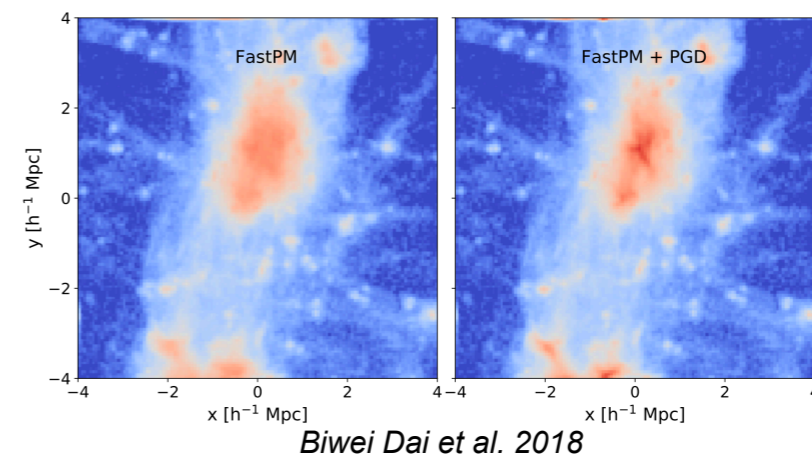 FastPM
FastPM + PGD
4
2
0
−2
−4
y [h−1 Mpc]
−4 −2 0 2 4
−4 −2 0 2 4
x [h−1 Mpc]
x [h−1 Mpc]
Biwei Dai et al. 2018